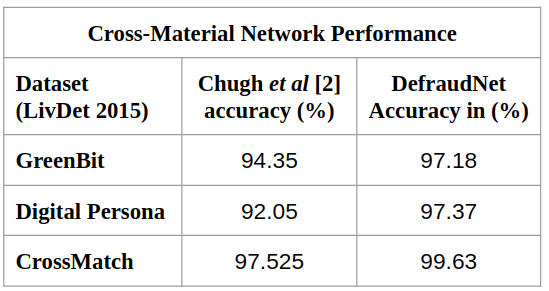 Cross-Material Network Performance
Dataset Chugh et al [2] DefraudNet
(LivDet 2015) accuracy (%) Accuracy in (%)
GreenBit 94.35 97.18
Digital Persona 92.05 97.37
CrossMatch 97.525 99.63